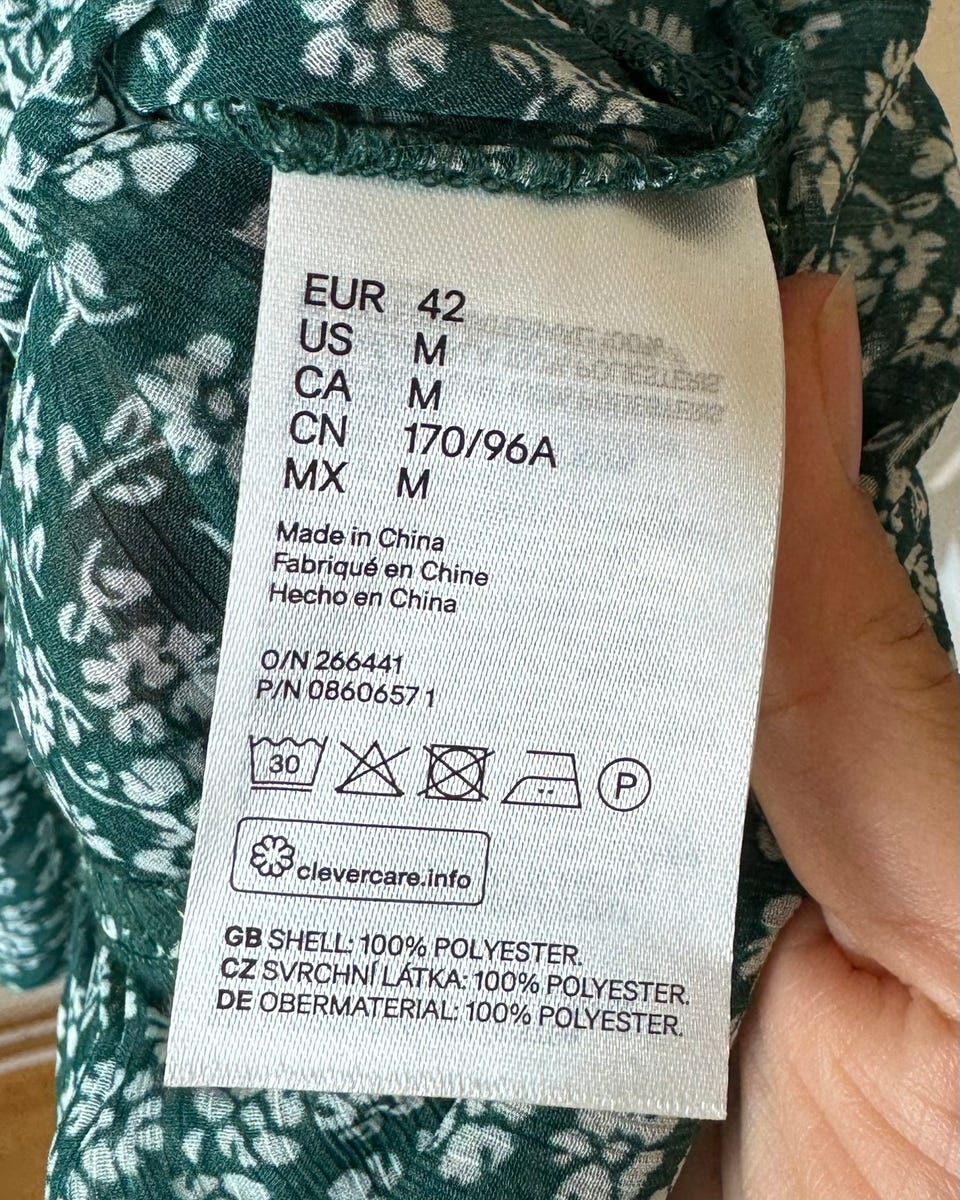 EUR 42
US M
CA M
CN 170/96A
MX M
Made in China
Fabriqué en Chine
Hecho en China
O/N 266441
P/N 08606571
30
P
clevercare.info
GB SHELL: 100% POLYESTER.
CZ SVRCHNÍ LÁTKA: 100% POLYESTER.
DE OBERMATERIAL: 100% POLYESTER.